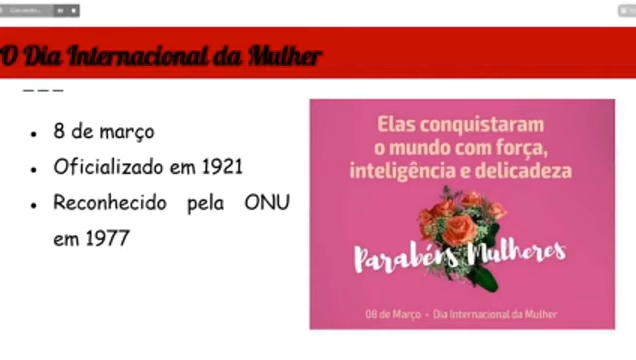 O Dia Internacional da Mulher
8 de março
Oficializado em 1921
Reconhecido pela ONU
em 1977
Elas conquistaram
o mundo com força,
inteligência e delicadeza
Parabéns Mulheres
08 de Março • Dia Internacional da Mulher